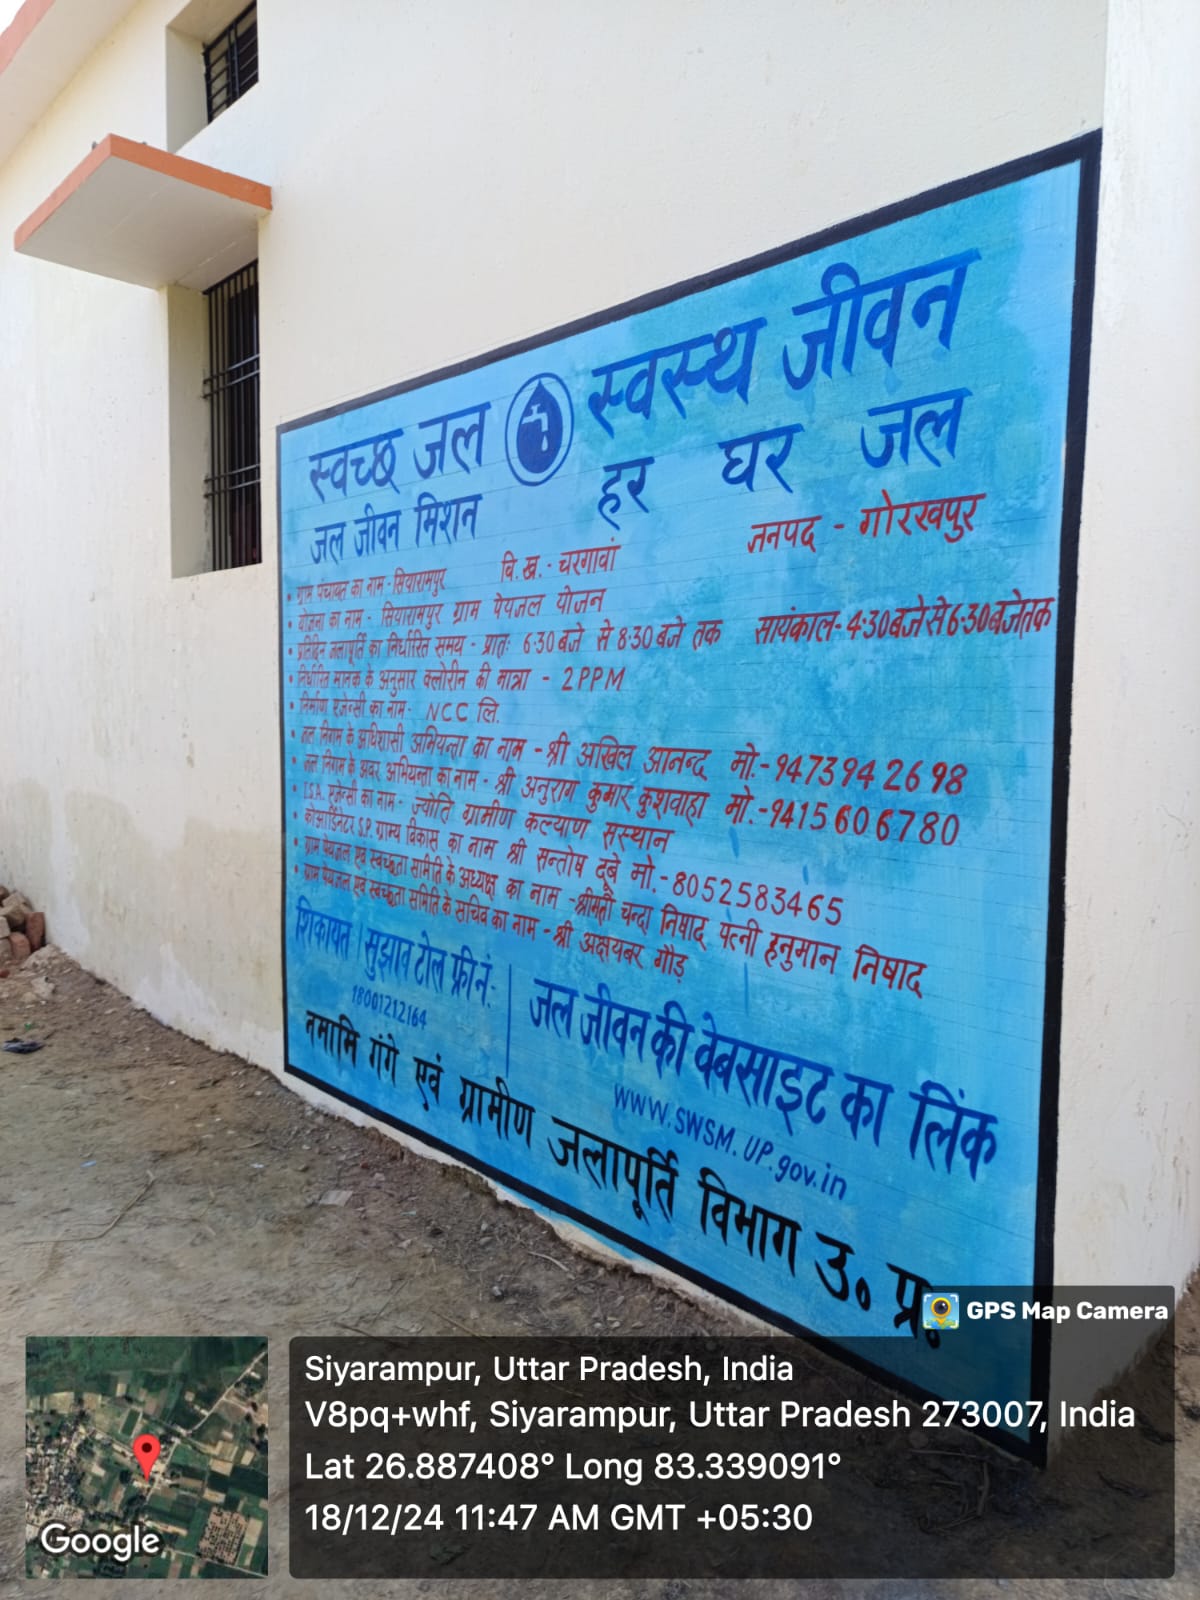 स्वच्छ जल स्वस्थ जीवन
जल जीवन मिशन हर घर जल
• ग्राम पंचायत का नाम - सियारामपुर वि.ख. - चरगावां जनपद - गोरखपुर
• योजना का नाम - सियारामपुर ग्राम पेयजल योजन
• प्रतिदिन जलापूर्ति का निर्धारित समय - प्रातः 6:30 बजे से 8:30 बजे तक सायंकाल - 4:30 बजे से 6:30 बजे तक
• निर्धारित मानक के अनुसार क्लोरीन की मात्रा - 2 PPM
• निर्माण एजेन्सी का नाम - NCC लि.
• जल निगम के अधिशासी अभियन्ता का नाम - श्री अखिल आनन्द मो.- 9473942698
• जल निगम के अवर अभियन्ता का नाम - श्री अनुराग कुमार कुशवाहा मो.- 9415606780
• I.S.A. एजेन्सी का नाम - ज्योति ग्रामीण कल्याण संस्थान
• कोआर्डिनेटर S.P. ग्राम्य विकास का नाम श्री सन्तोष दूबे मो.- 8052583465
• ग्राम पेयजल एवं स्वच्छता समिति के अध्यक्ष का नाम - श्रीमती चन्दा निषाद पत्नी हनुमान निषाद
• ग्राम पेयजल एवं स्वच्छता समिति के सचिव का नाम - श्री अक्षयबर गौड़
शिकायत । सुझाव टोल फ्री नं:-
18001212164
जल जीवन की वेबसाइट का लिंक
www.SWSM.UP.gov.in
नमामि गंगे एवं ग्रामीण जलापूर्ति विभाग उ० प्र०
GPS Map Camera
Siyarampur, Uttar Pradesh, India
V8pq+whf, Siyarampur, Uttar Pradesh 273007, India
Lat 26.887408° Long 83.339091°
18/12/24 11:47 AM GMT +05:30
Google